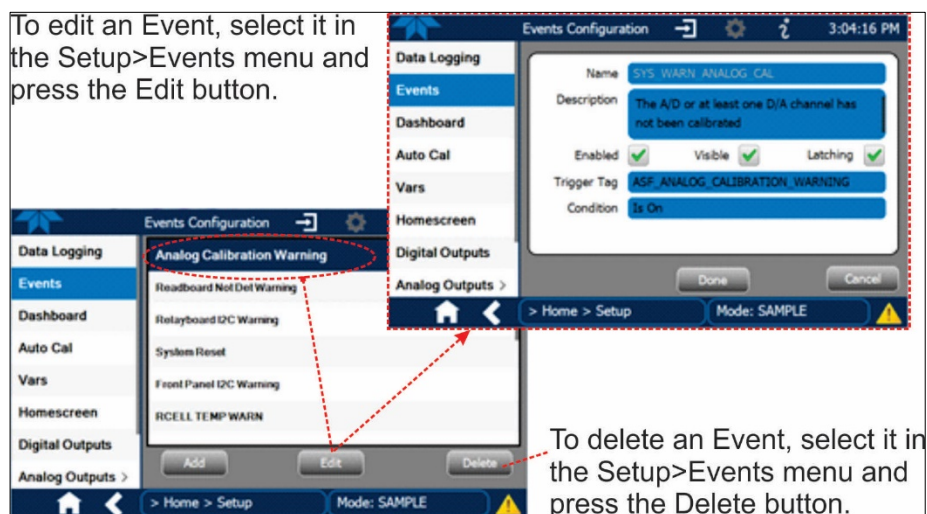 To edit an Event, select it in
the Setup>Events menu and
press the Edit button.
Events Configuration
3:04:16 PM
Data Logging
Events
Dashboard
Auto Cal
Vars
Homescreen
Digital Outputs
Analog Outputs >
Name
SYS_WARN_ANALOG_CAL
Description
The A/D or at least one D/A channel has
not been calibrated
Enabled
Visible
Latching
Trigger Tag
ASF_ANALOG_CALIBRATION_WARNING
Condition
Is On
Done
Cancel
> Home > Setup
Mode: SAMPLE
Events Configuration
Data Logging
Events
Dashboard
Auto Cal
Vars
Homescreen
Digital Outputs
Analog Outputs >
Analog Calibration Warning
Readboard Not Det Warning
Relayboard I2C Warning
System Reset
Front Panel I2C Warning
RCELL TEMP WARN
Add
Edit
Delete
> Home > Setup
Mode: SAMPLE
To delete an Event, select it in
the Setup>Events menu and
press the Delete button.